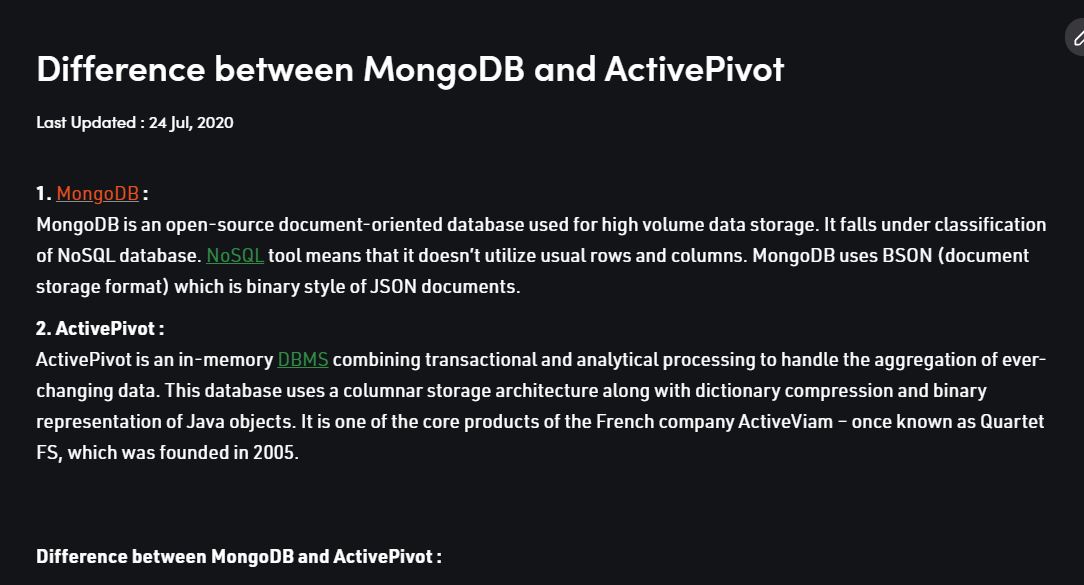 Difference between MongoDB and ActivePivot
Last Updated : 24 Jul, 2020
1. MongoDB :
MongoDB is an open-source document-oriented database used for high volume data storage. It falls under classification
of NoSQL database. NoSQL tool means that it doesn’t utilize usual rows and columns. MongoDB uses BSON (document
storage format) which is binary style of JSON documents.
2. ActivePivot :
ActivePivot is an in-memory DBMS combining transactional and analytical processing to handle the aggregation of ever-
changing data. This database uses a columnar storage architecture along with dictionary compression and binary
representation of Java objects. It is one of the core products of the French company ActiveViam – once known as Quartet
FS, which was founded in 2005.
Difference between MongoDB and ActivePivot :